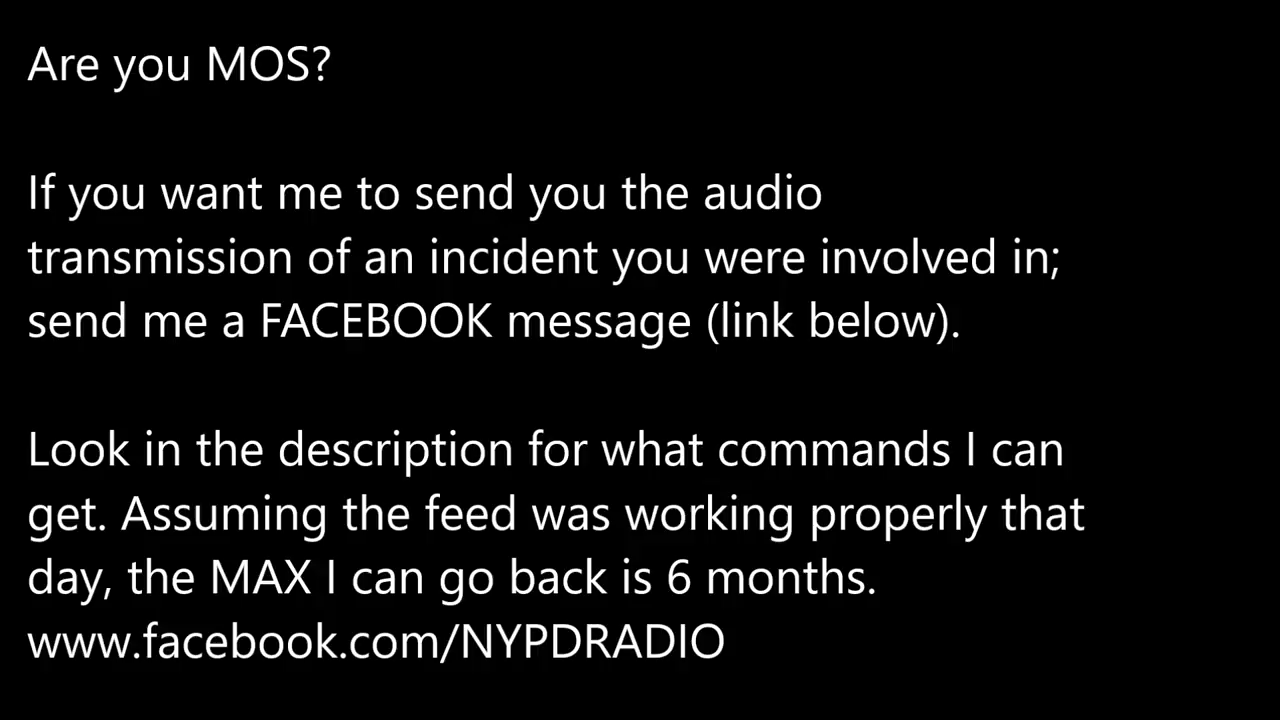 Are you MOS?
If you want me to send you the audio
transmission of an incident you were involved in;
send me a FACEBOOK message (link below).
Look in the description for what commands I can
get. Assuming the feed was working properly that
day, the MAX I can go back is 6 months.
www.facebook.com/NYPDRADIO